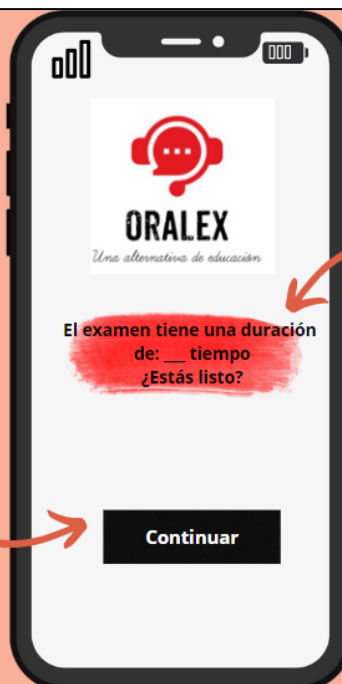 ORALEX
Una alternativa de educación
El examen tiene una duración
de: __ tiempo
¿Estás listo?
Continuar